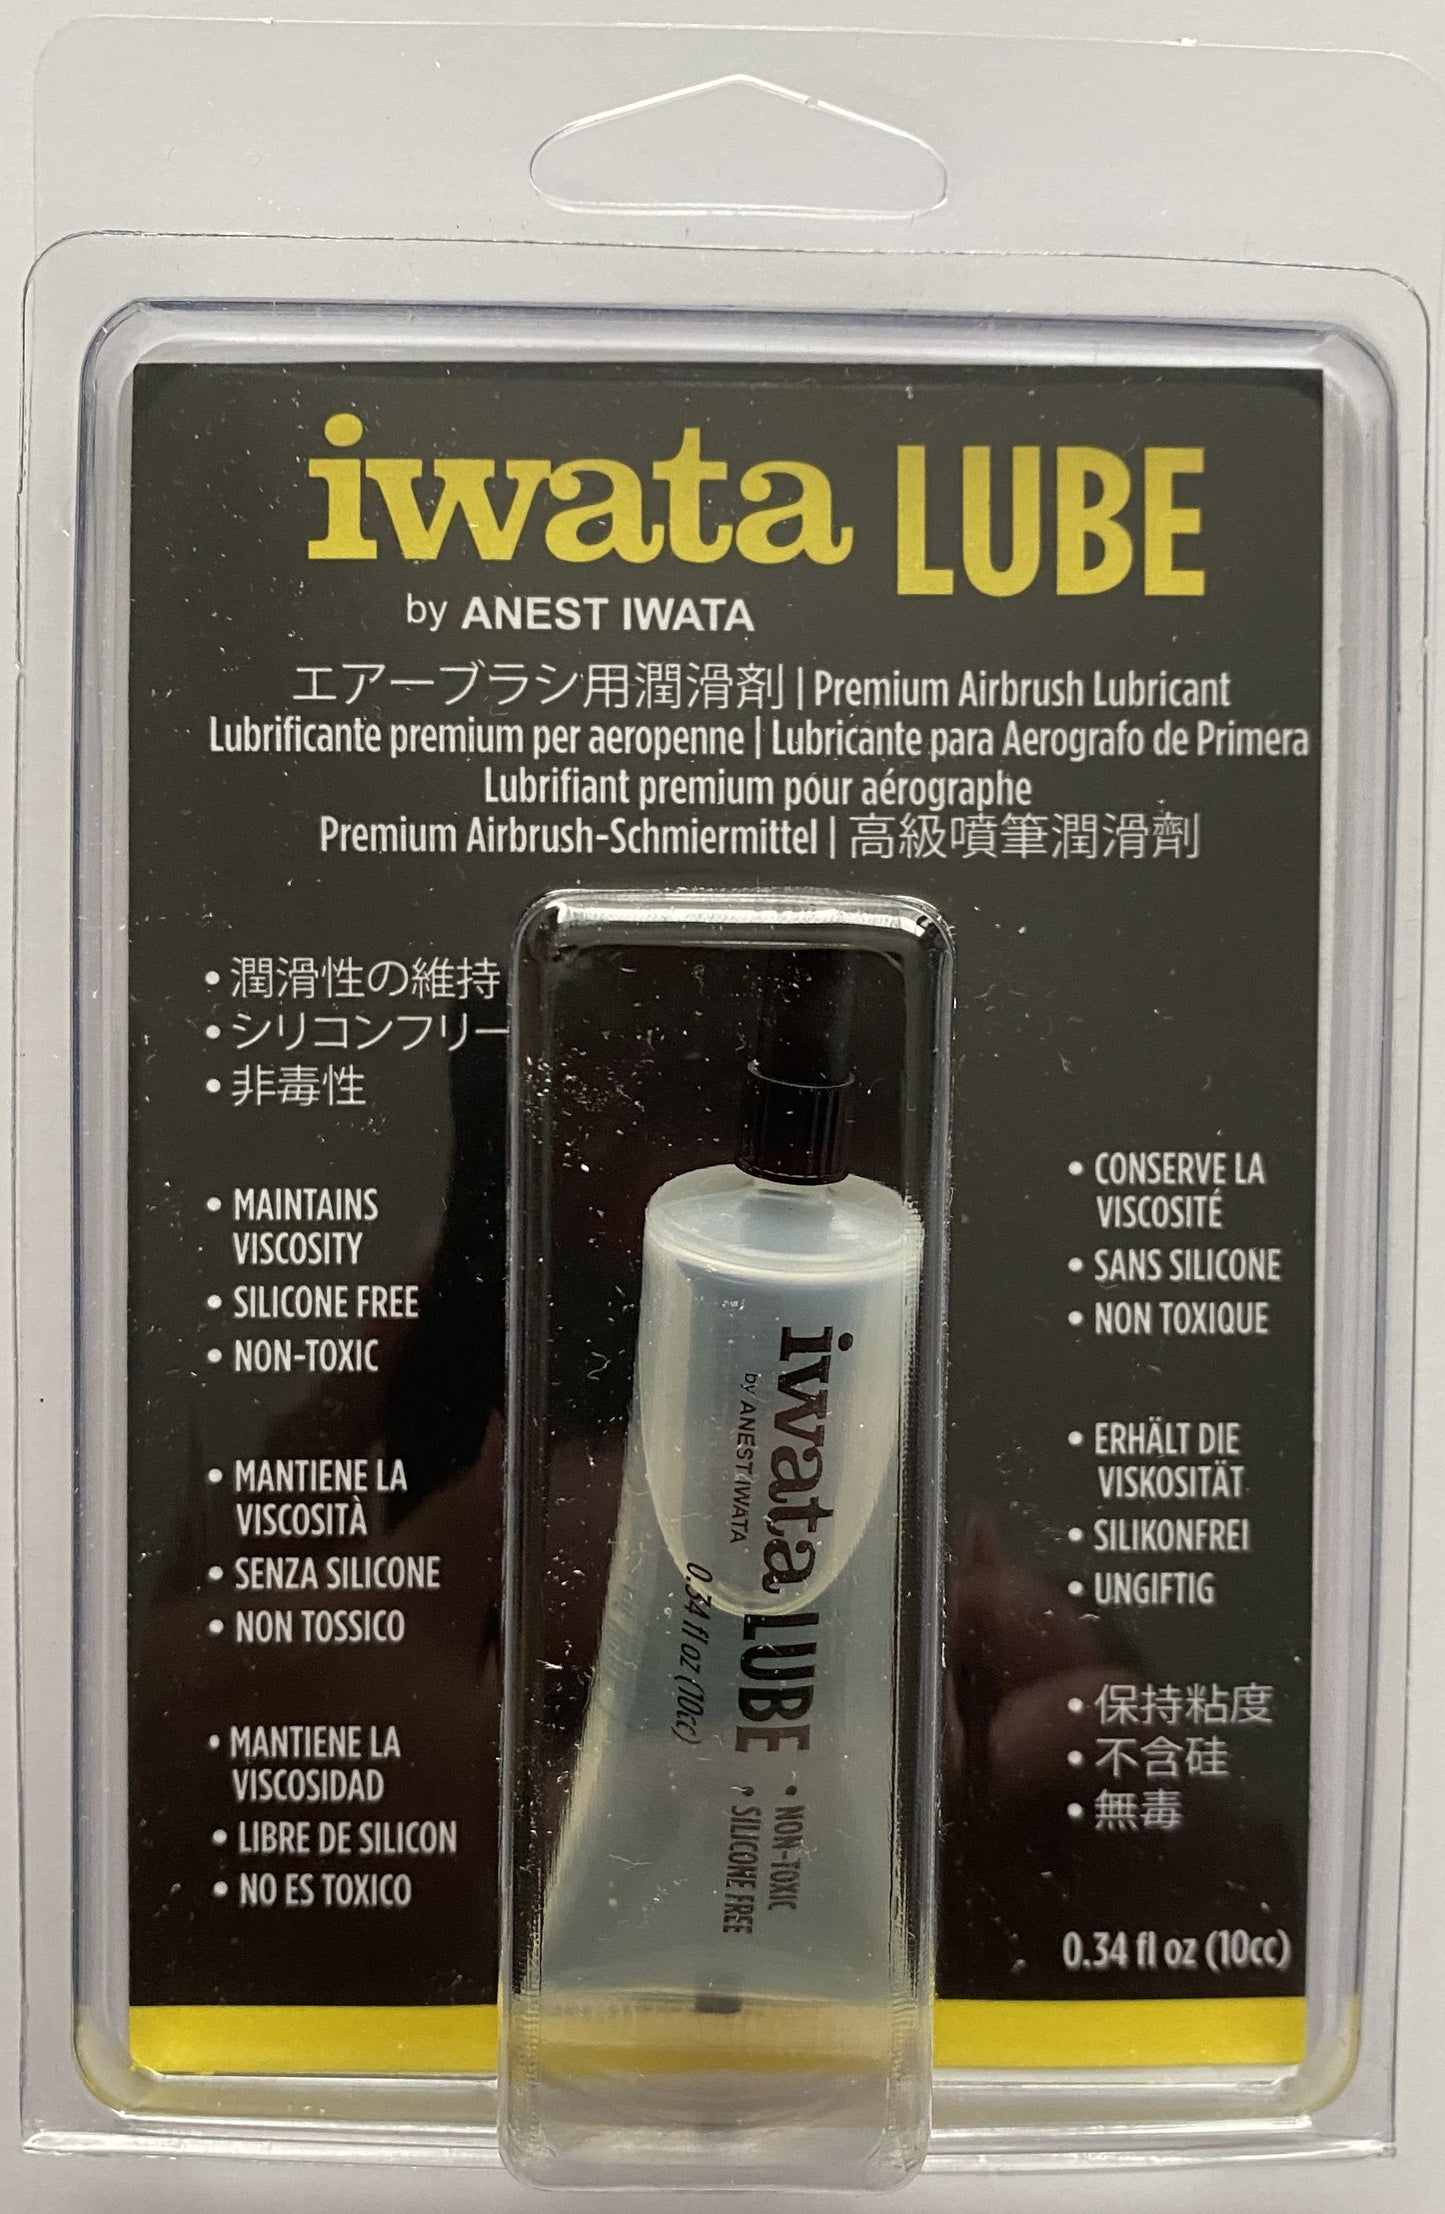 iwata LUBE
by ANEST IWATA
エアーブラシ用潤滑剤 | Premium Airbrush Lubricant
Lubrificante premium per aeropenne | Lubricante para Aerografo de Primera
Lubrifiant premium pour aérographe
Premium Airbrush-Schmiermittel | 高級噴筆潤滑劑
• 潤滑性の維持
• シリコンフリー
• 非毒性
• MAINTAINS
VISCOSITY
• SILICONE FREE
• NON-TOXIC
• MANTIENE LA
VISCOSITÀ
• SENZA SILICONE
• NON TOSSICO
• MANTIENE LA
VISCOSIDAD
• LIBRE DE SILICON
• NO ES TOXICO
iwata LUBE
by ANEST IWATA
0.34 fl oz (10cc)
• NON-TOXIC
• SILICONE FREE
• CONSERVE LA
VISCOSITÉ
• SANS SILICONE
• NON TOXIQUE
• ERHÄLT DIE
VISKOSITÄT
• SILIKONFREI
• UNGIFTIG
• 保持粘度
• 不含硅
• 無毒
0.34 fl oz (10cc)